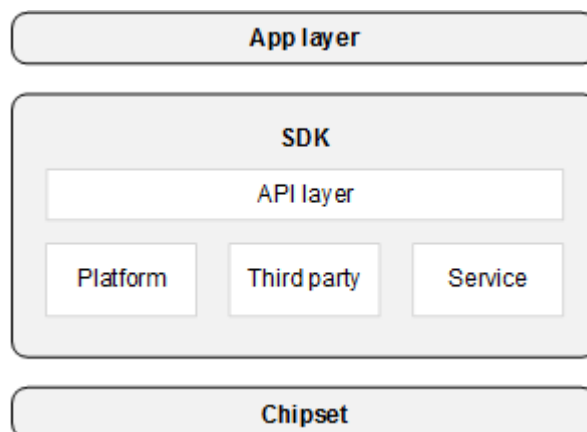 App layer
SDK
API layer
Platform
Third party
Service
Chipset